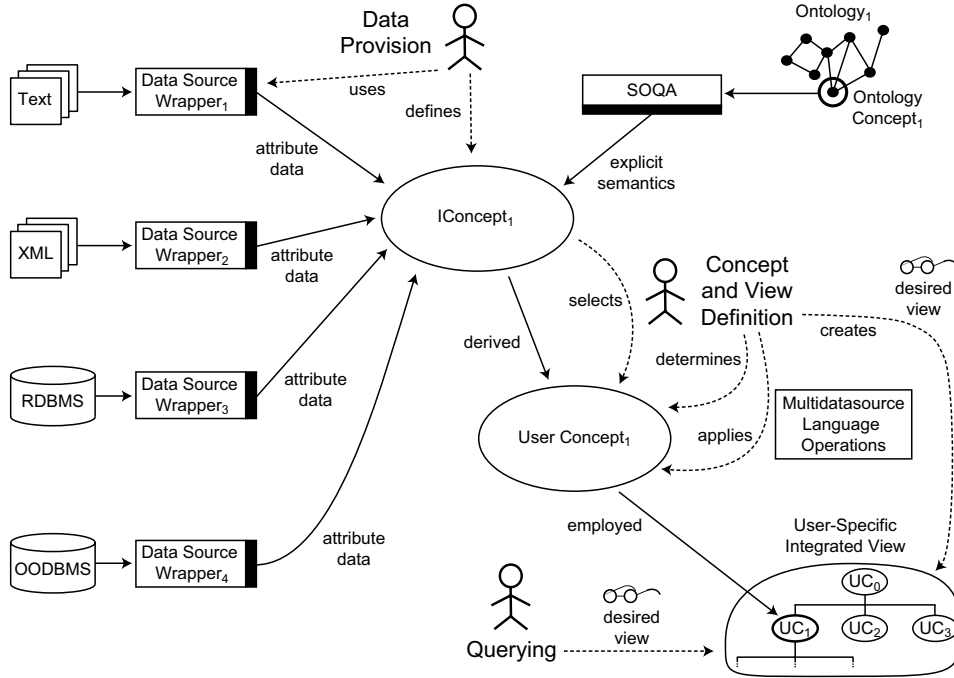 Data
Provision
Ontology₁
Text
Data Source
Wrapper₁
uses
SOQA
Ontology
Concept₁
defines
attribute
data
explicit
semantics
IConcept₁
XML
Data Source
Wrapper₂
attribute
data
selects
Concept
and View
Definition
desired
view
creates
derived
determines
RDBMS
Data Source
Wrapper₃
attribute
data
User Concept₁
applies
Multidatasource
Language
Operations
OODBMS
Data Source
Wrapper₄
attribute
data
employed
User-Specific
Integrated View
UC₀
UC₁
UC₂
UC₃
Querying
desired
view